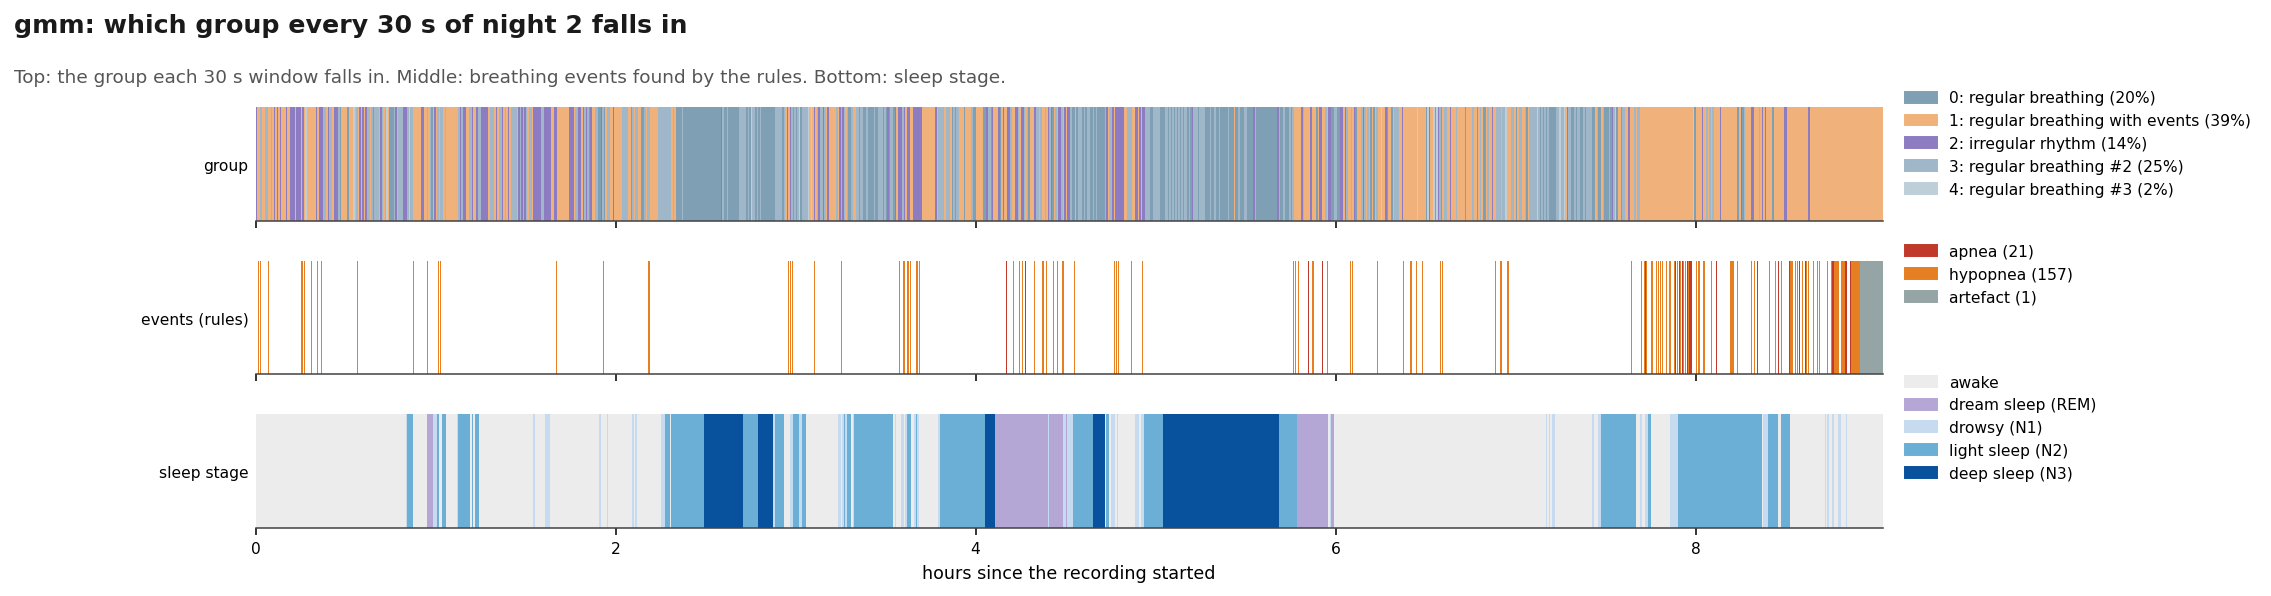 gmm: which group every 30 s of night 2 falls in
Top: the group each 30 s window falls in. Middle: breathing events found by the rules. Bottom: sleep stage.
group
0: regular breathing (20%)
1: regular breathing with events (39%)
2: irregular rhythm (14%)
3: regular breathing #2 (25%)
4: regular breathing #3 (2%)
events (rules)
apnea (21)
hypopnea (157)
artefact (1)
sleep stage
awake
dream sleep (REM)
drowsy (N1)
light sleep (N2)
deep sleep (N3)
0 2 4 6 8
hours since the recording started